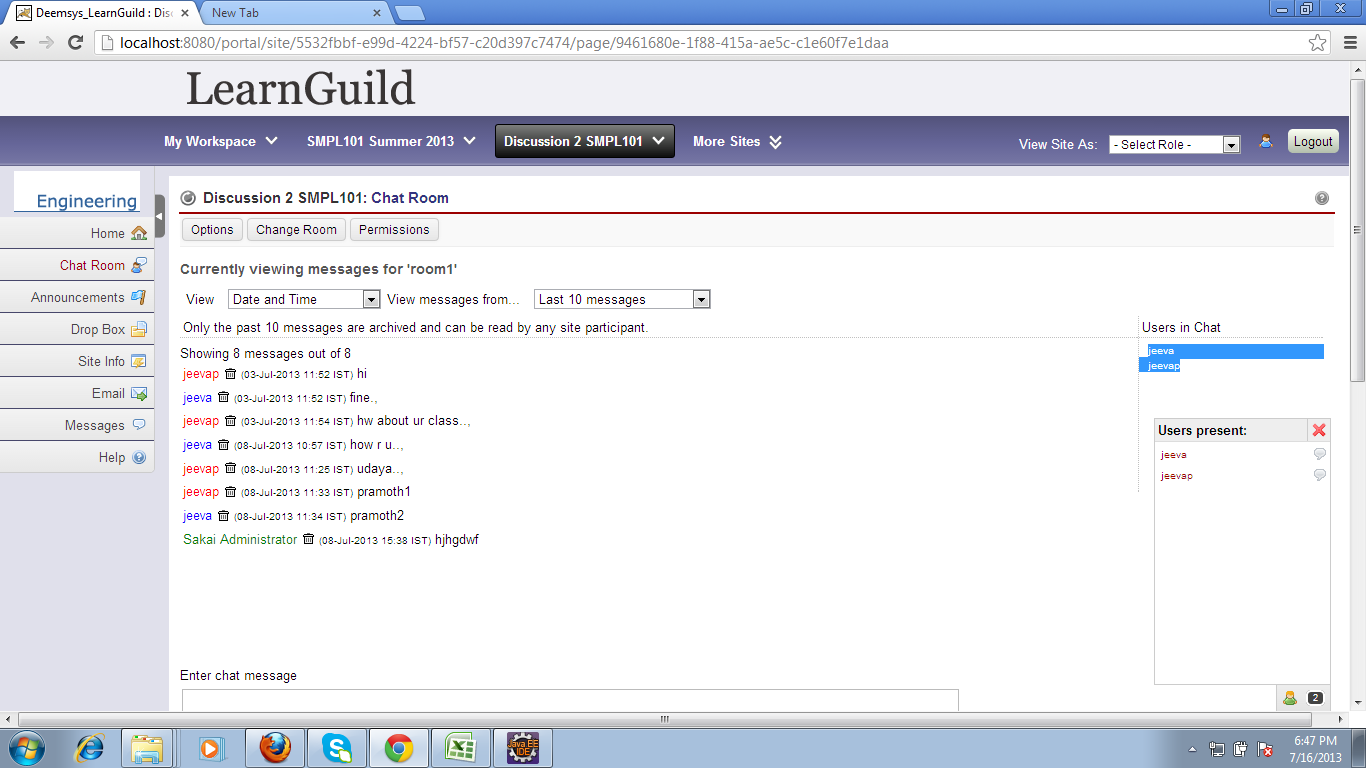 Deemsys_LearnGuild : Disc
New Tab
localhost:8080/portal/site/5532fbbf-e99d-4224-bf57-c20d397c7474/page/9461680e-1f88-415a-ae5c-c1e60f7e1daa
LearnGuild
My Workspace SMPL101 Summer 2013 Discussion 2 SMPL101 More Sites View Site As: - Select Role - Logout
Engineering
Home
Chat Room
Announcements
Drop Box
Site Info
Email
Messages
Help
Discussion 2 SMPL101: Chat Room
Options Change Room Permissions
Currently viewing messages for 'room1'
View Date and Time View messages from... Last 10 messages
Only the past 10 messages are archived and can be read by any site participant.
Showing 8 messages out of 8
jeevap (03-Jul-2013 11:52 IST) hi
jeeva (03-Jul-2013 11:52 IST) fine.,
jeevap (03-Jul-2013 11:54 IST) hw about ur class..,
jeeva (08-Jul-2013 10:57 IST) how r u..,
jeevap (08-Jul-2013 11:25 IST) udaya..,
jeevap (08-Jul-2013 11:33 IST) pramoth1
jeeva (08-Jul-2013 11:34 IST) pramoth2
Sakai Administrator (08-Jul-2013 15:38 IST) hjhgdwf
Users in Chat
jeeva
jeevap
Users present:
jeeva
jeevap
2
Enter chat message
Java EE
IDE
6:47 PM
7/16/2013